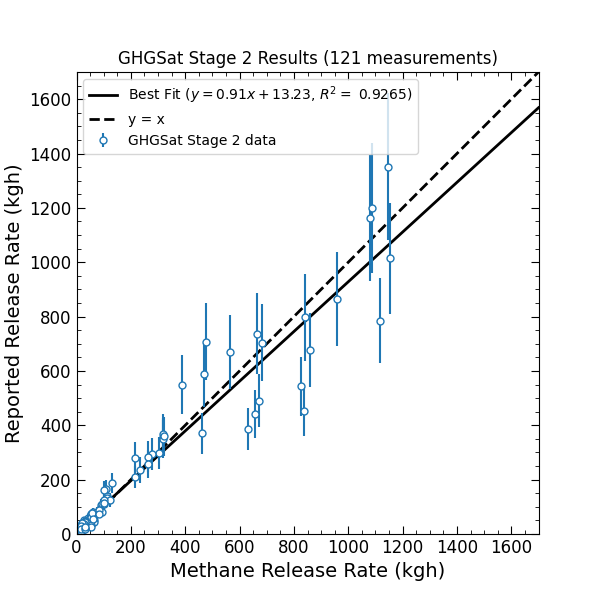 GHGSat Stage 2 Results (121 measurements)
Best Fit (y = 0.91x + 13.23, R² = 0.9265)
y = x
GHGSat Stage 2 data
Reported Release Rate (kgh)
1600
1400
1200
1000
800
600
400
200
0
0 200 400 600 800 1000 1200 1400 1600
Methane Release Rate (kgh)